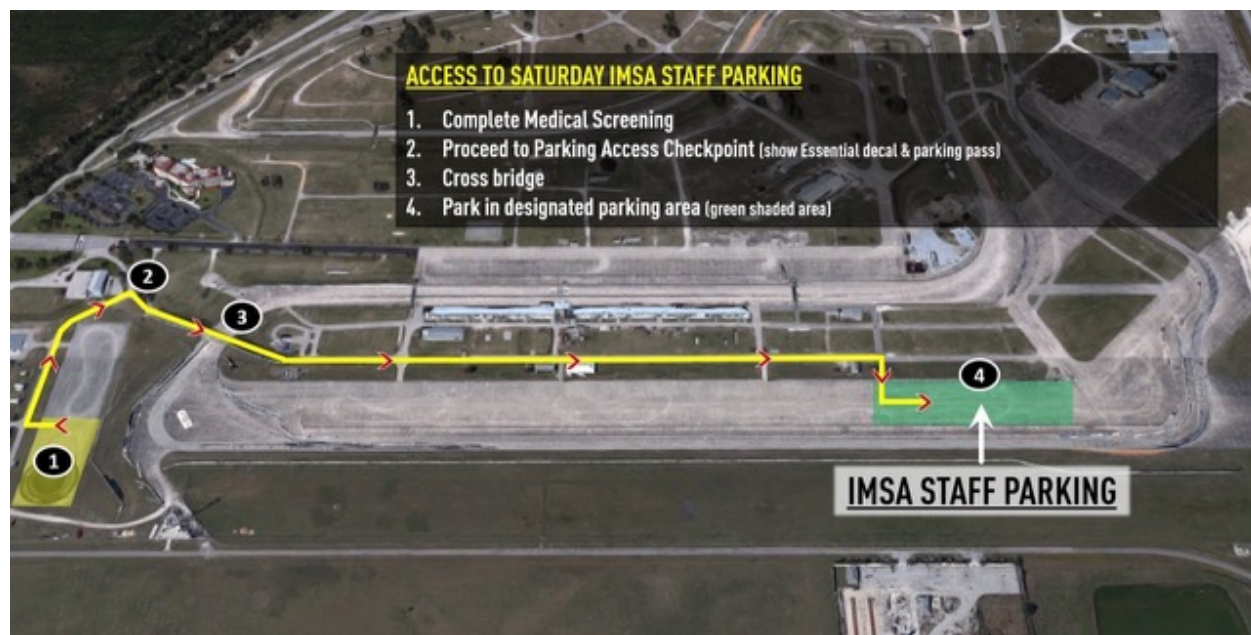 ACCESS TO SATURDAY IMSA STAFF PARKING
1. Complete Medical Screening
2. Proceed to Parking Access Checkpoint (show Essential decal & parking pass)
3. Cross bridge
4. Park in designated parking area (green shaded area)
2
3
4
1
IMSA STAFF PARKING